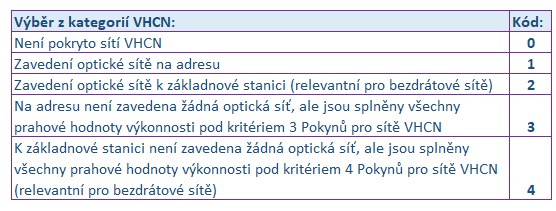 Výběr z kategorií VHCN: Kód:
Není pokryto sítí VHCN 0
Zavedení optické sítě na adresu 1
Zavedení optické sítě k základnové stanici (relevantní pro bezdrátové sítě) 2
Na adresu není zavedena žádná optická síť, ale jsou splněny všechny
prahové hodnoty výkonnosti pod kritériem 3 Pokynů pro sítě VHCN 3
K základnové stanici není zavedena žádná optická síť, ale jsou splněny
všechny prahové hodnoty výkonnosti pod kritériem 4 Pokynů pro sítě VHCN
(relevantní pro bezdrátové sítě) 4